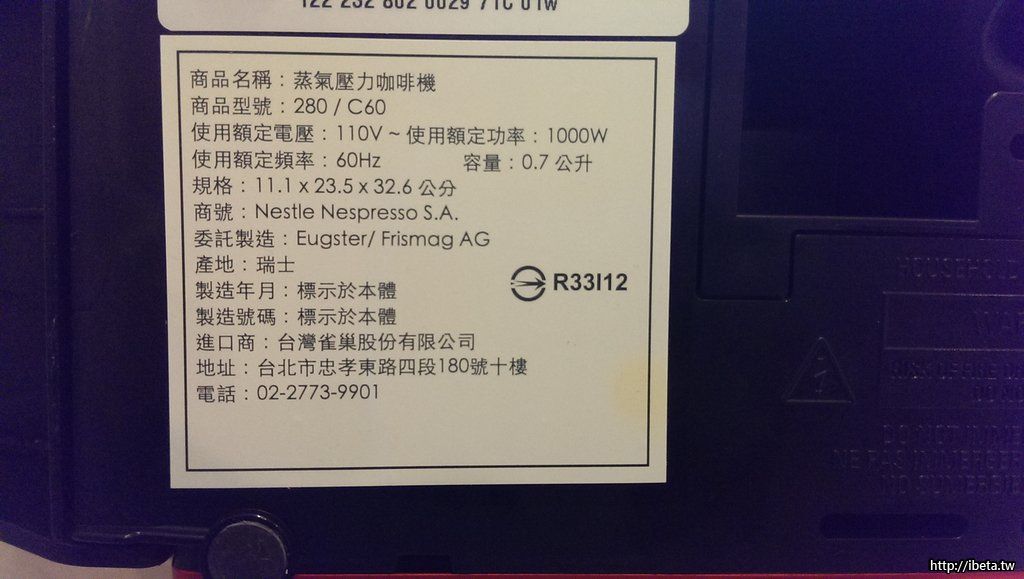 商品名稱：蒸氣壓力咖啡機
商品型號：280 / C60
使用額定電壓：110V ~ 使用額定功率：1000W
使用額定頻率：60Hz 容量：0.7 公升
規格：11.1 x 23.5 x 32.6 公分
商號：Nestle Nespresso S.A.
委託製造：Eugster/ Frismag AG
產地：瑞士
R33I12
製造年月：標示於本體
製造號碼：標示於本體
進口商：台灣雀巢股份有限公司
地址：台北市忠孝東路四段180號十樓
電話：02-2773-9901
http://ibeta.tw